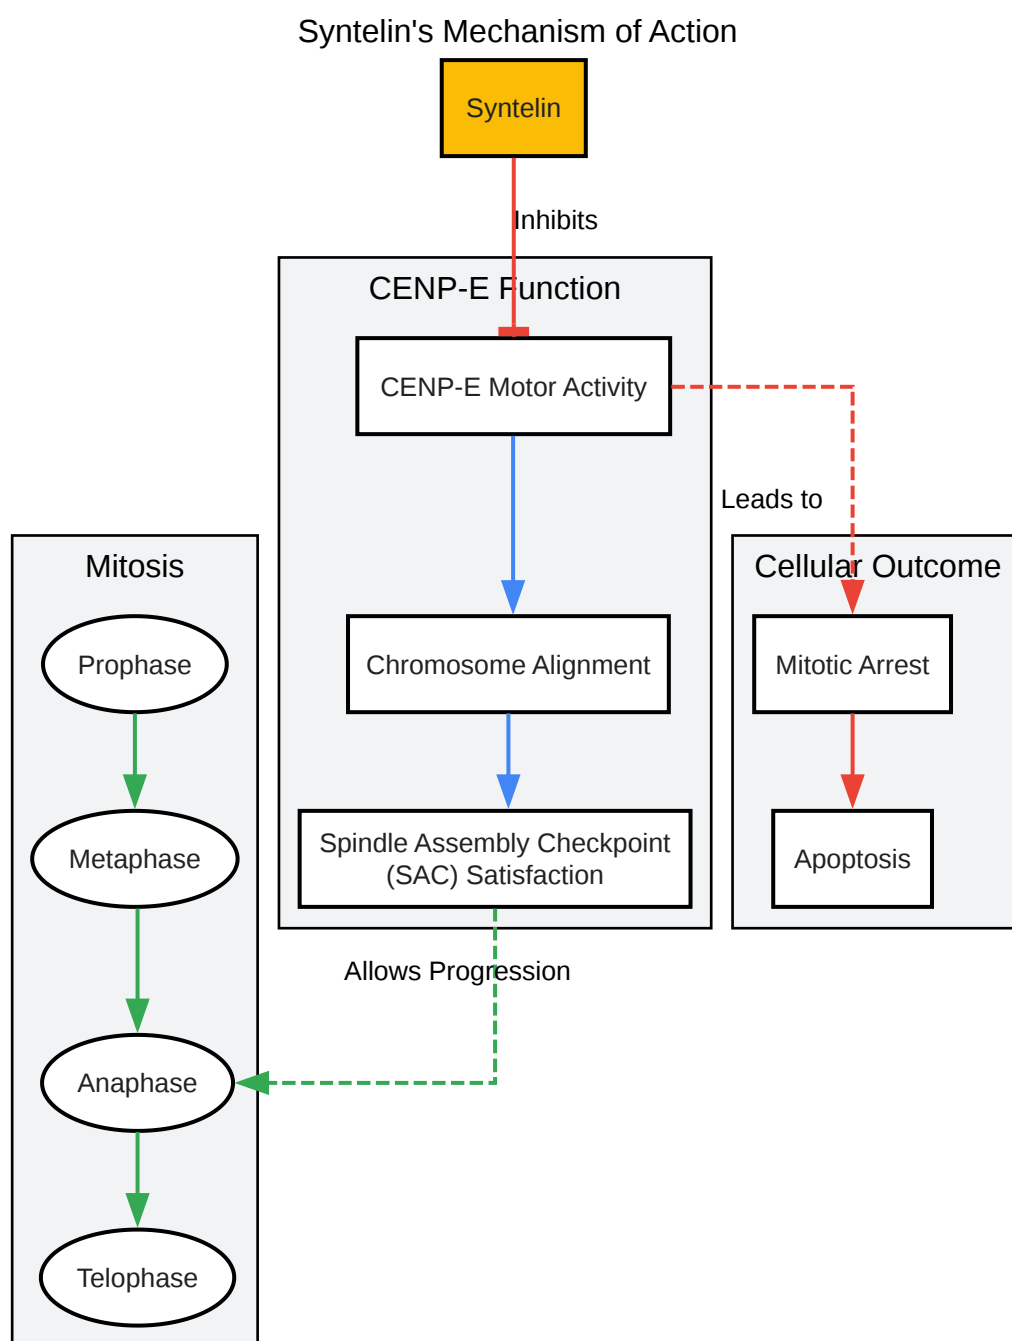 Syntelin's Mechanism of Action
Syntelin
Inhibits
CENP-E Function
CENP-E Motor Activity
Leads to
Mitosis
Cellular Outcome
Prophase
Chromosome Alignment
Mitotic Arrest
Metaphase
Spindle Assembly Checkpoint
(SAC) Satisfaction
Apoptosis
Allows Progression
Anaphase
Telophase